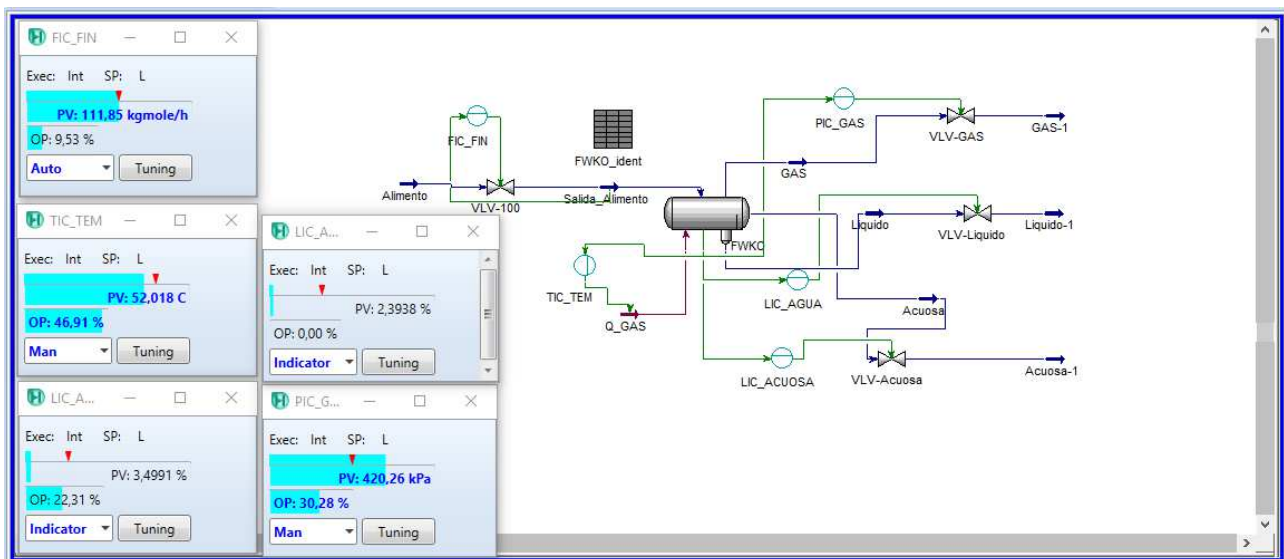 FIC_FIN
Exec: Int SP: L
PV: 111,85 kgmole/h
OP: 9,53 %
Auto Tuning
TIC_TEM
Exec: Int SP: L
PV: 52,018 C
OP: 46,91 %
Man Tuning
LIC_A...
Exec: Int SP: L
PV: 2,3938 %
OP: 0,00 %
Indicator Tuning
LIC_A...
Exec: Int SP: L
PV: 3,4991 %
OP: 22,31 %
Indicator Tuning
PIC_G...
Exec: Int SP: L
PV: 420,26 kPa
OP: 30,28 %
Man Tuning
PIC_GAS
VLV-GAS
GAS-1
FIC_FIN
FWKO_ident
GAS
Alimento
VLV-100
Salida_Alimento
Liquido
VLV-Liquido
Liquido-1
FWKO
TIC_TEM
LIC_AGUA
Q_GAS
Acuosa
LIC_ACUOSA
VLV-Acuosa
Acuosa-1